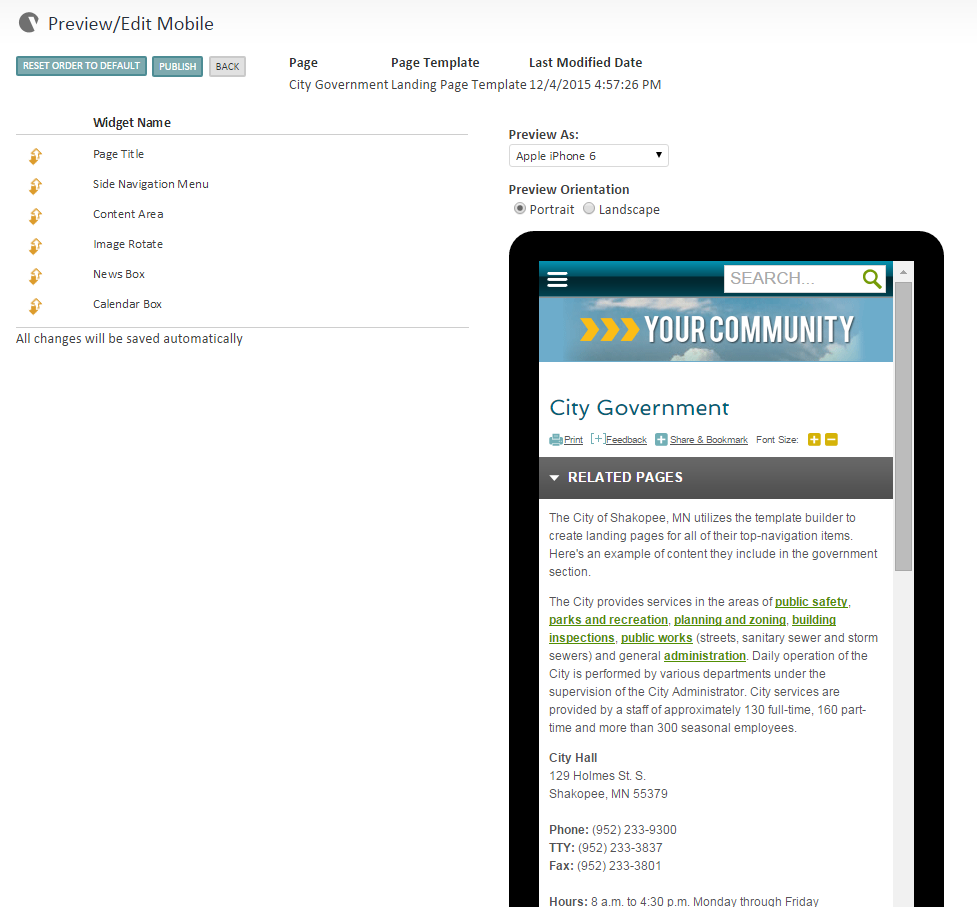 Preview/Edit Mobile
RESET ORDER TO DEFAULT PUBLISH BACK
Page Page Template Last Modified Date
City Government Landing Page Template 12/4/2015 4:57:26 PM
Widget Name
Page Title
Side Navigation Menu
Content Area
Image Rotate
News Box
Calendar Box
All changes will be saved automatically
Preview As:
Apple iPhone 6
Preview Orientation
Portrait Landscape
SEARCH...
YOUR COMMUNITY
City Government
Print [+]Feedback Share & Bookmark Font Size: + −
RELATED PAGES
The City of Shakopee, MN utilizes the template builder to
create landing pages for all of their top-navigation items.
Here's an example of content they include in the government
section.
The City provides services in the areas of public safety,
parks and recreation, planning and zoning, building
inspections, public works (streets, sanitary sewer and storm
sewers) and general administration. Daily operation of the
City is performed by various departments under the
supervision of the City Administrator. City services are
provided by a staff of approximately 130 full-time, 160 part-
time and more than 300 seasonal employees.
City Hall
129 Holmes St. S.
Shakopee, MN 55379
Phone: (952) 233-9300
TTY: (952) 233-3837
Fax: (952) 233-3801
Hours: 8 a.m. to 4:30 p.m. Monday through Friday